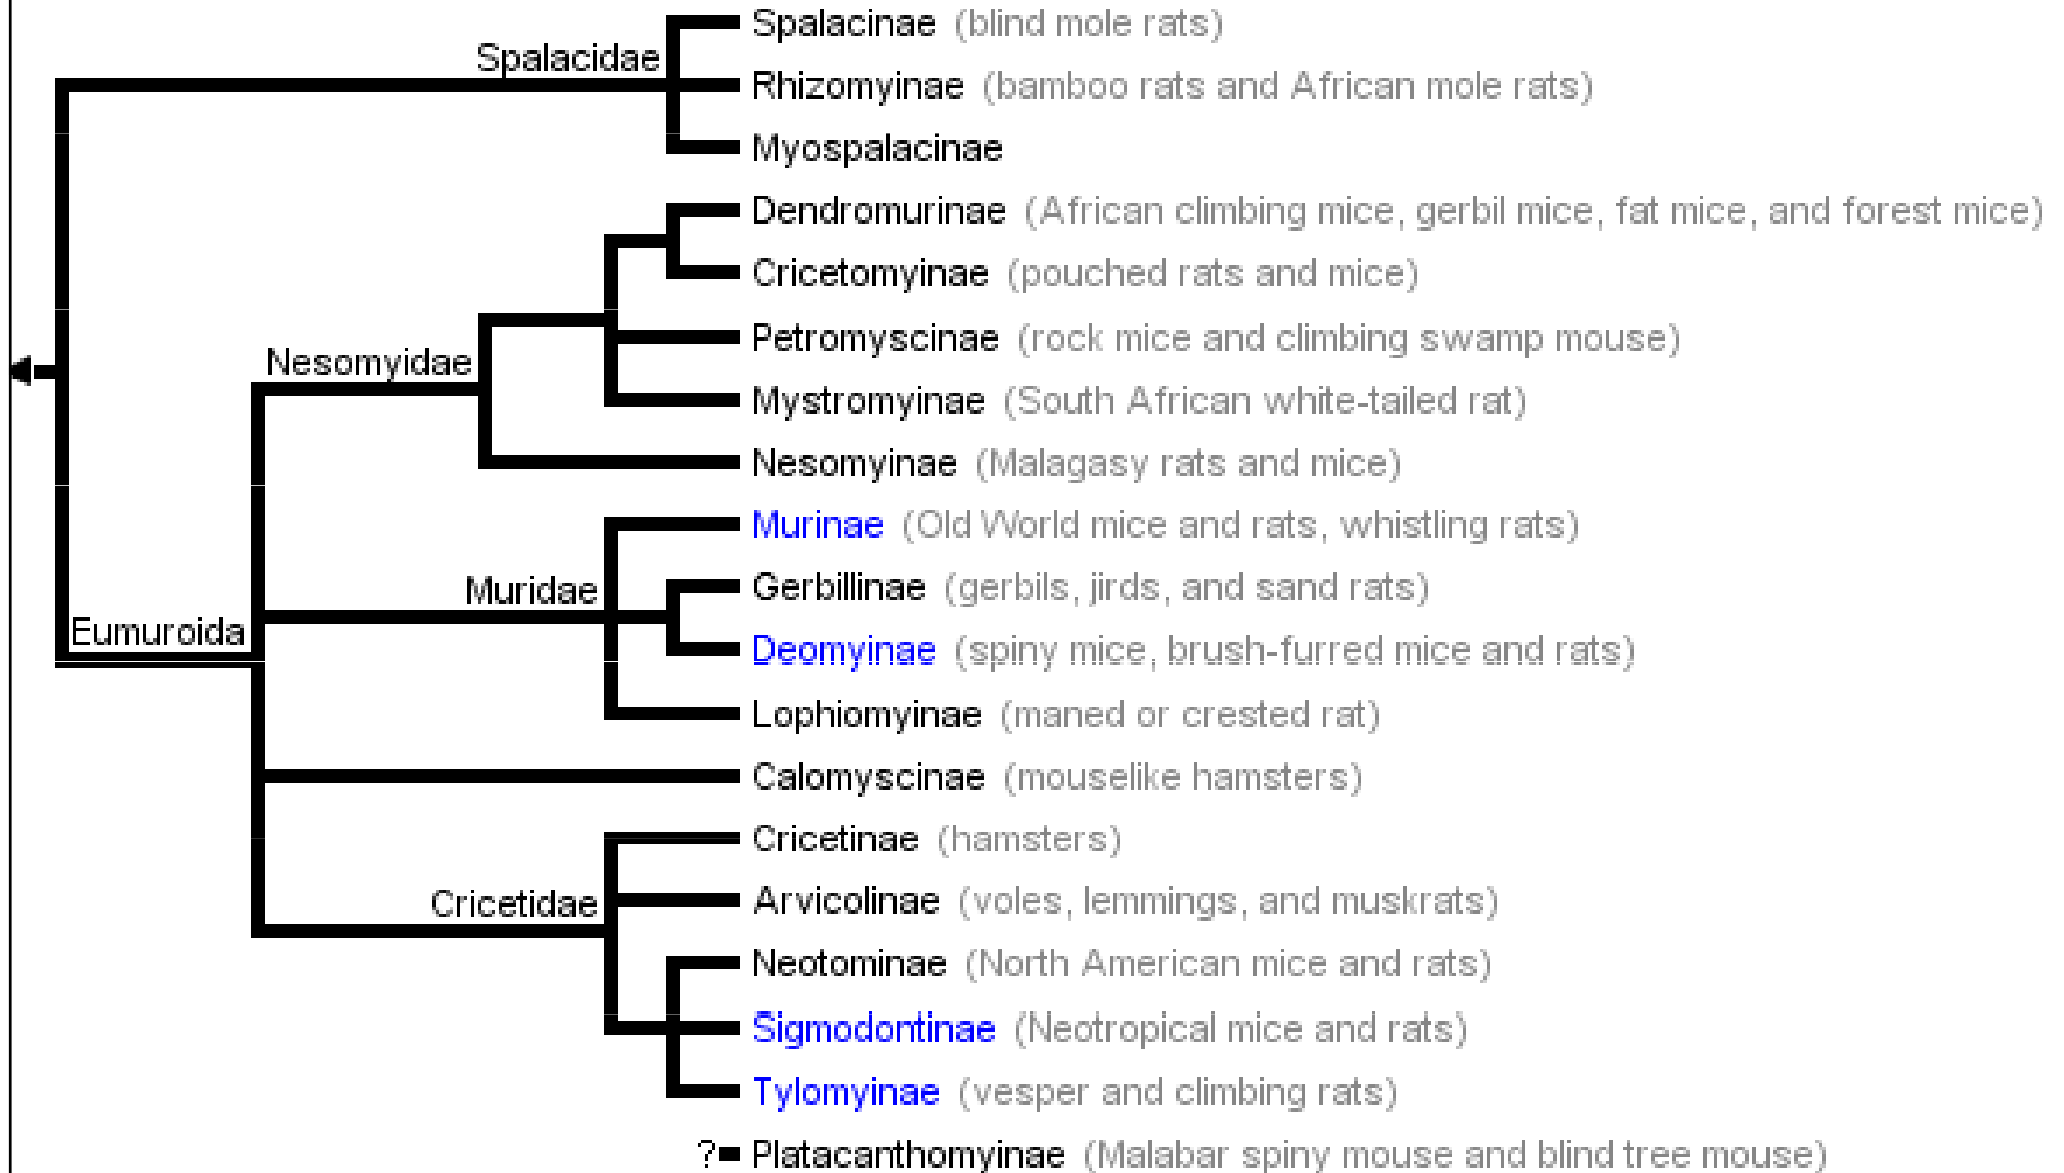 Spalacinae (blind mole rats)
Spalacidae
Rhizomyinae (bamboo rats and African mole rats)
Myospalacinae
Dendromurinae (African climbing mice, gerbil mice, fat mice, and forest mice)
Cricetomyinae (pouched rats and mice)
Petromyscinae (rock mice and climbing swamp mouse)
Nesomyidae
Mystromyinae (South African white-tailed rat)
Nesomyinae (Malagasy rats and mice)
Murinae (Old World mice and rats, whistling rats)
Muridae
Gerbillinae (gerbils, jirds, and sand rats)
Eumuroida
Deomyinae (spiny mice, brush-furred mice and rats)
Lophiomyinae (maned or crested rat)
Calomyscinae (mouselike hamsters)
Cricetinae (hamsters)
Cricetidae
Arvicolinae (voles, lemmings, and muskrats)
Neotominae (North American mice and rats)
Sigmodontinae (Neotropical mice and rats)
Tylomyinae (vesper and climbing rats)
? Platacanthomyinae (Malabar spiny mouse and blind tree mouse)